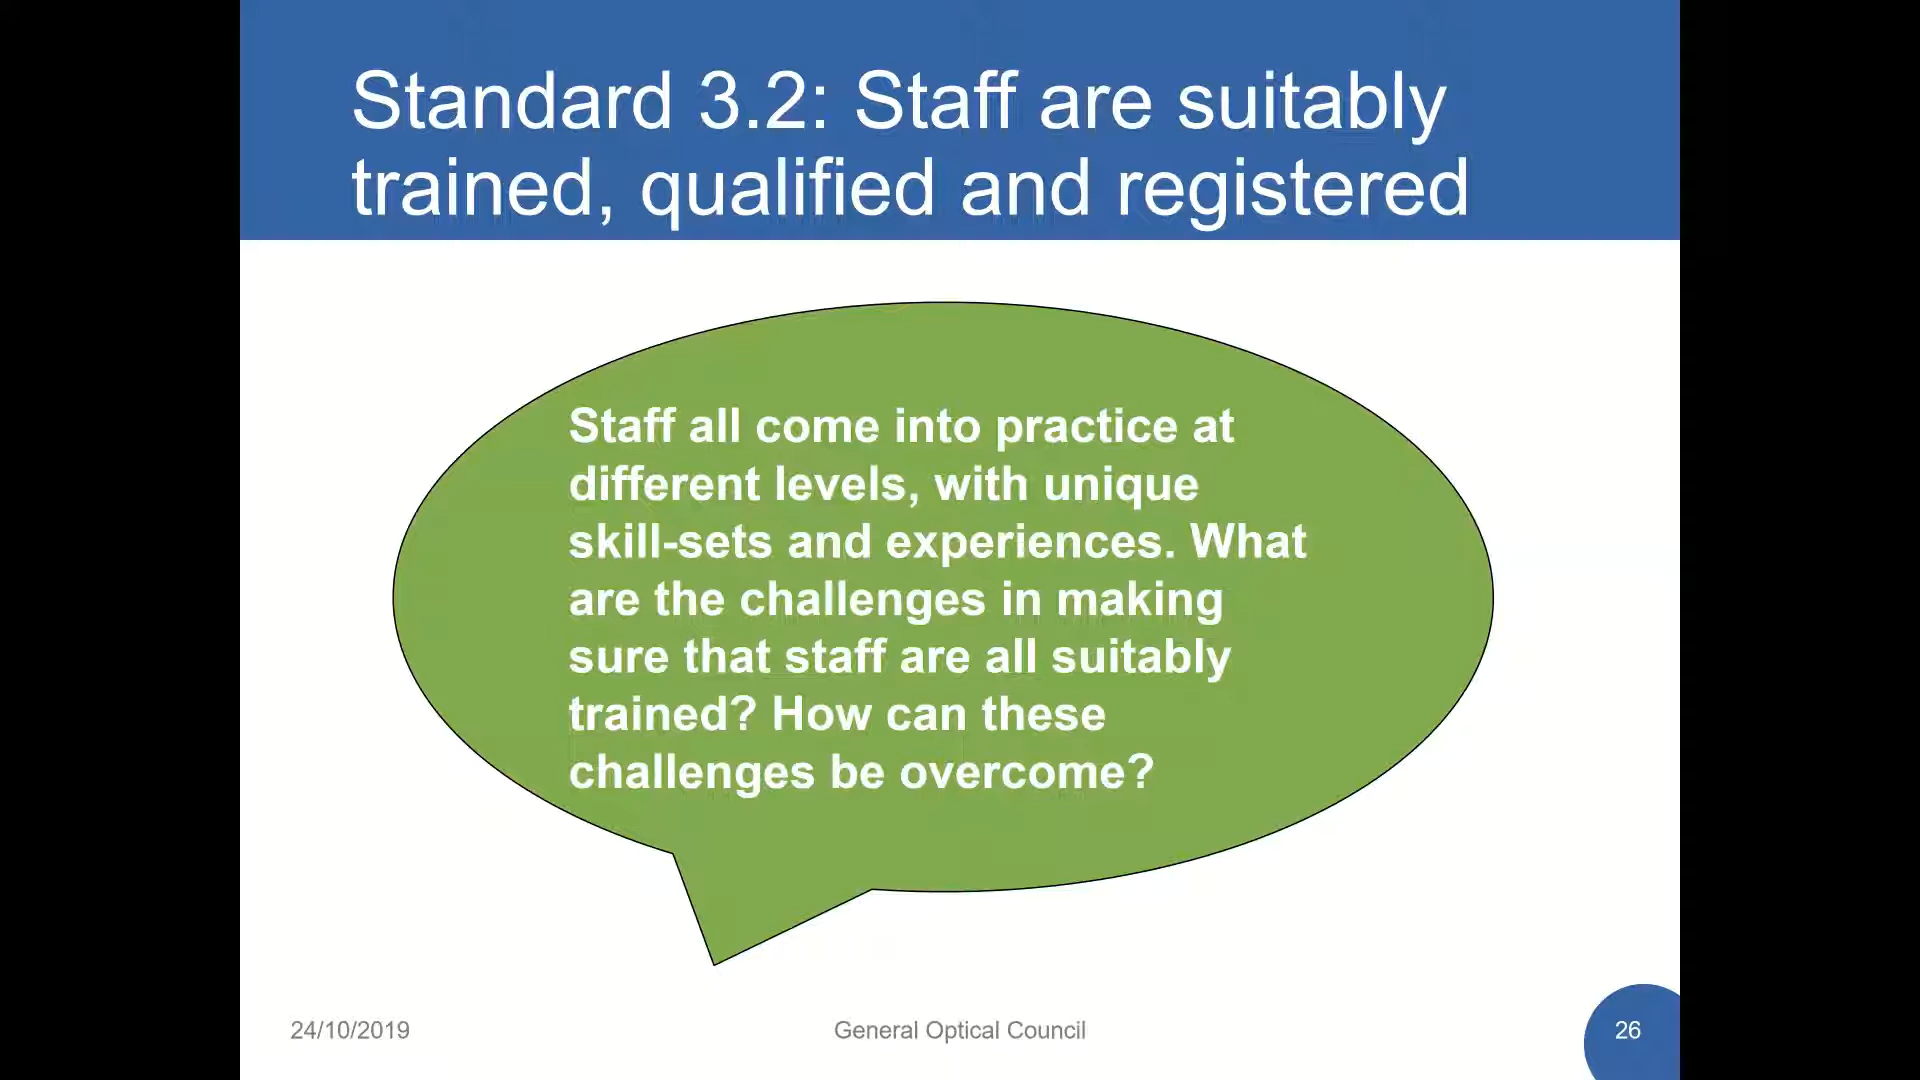 Standard 3.2: Staff are suitably
trained, qualified and registered
Staff all come into practice at
different levels, with unique
skill-sets and experiences. What
are the challenges in making
sure that staff are all suitably
trained? How can these
challenges be overcome?
24/10/2019
General Optical Council
26